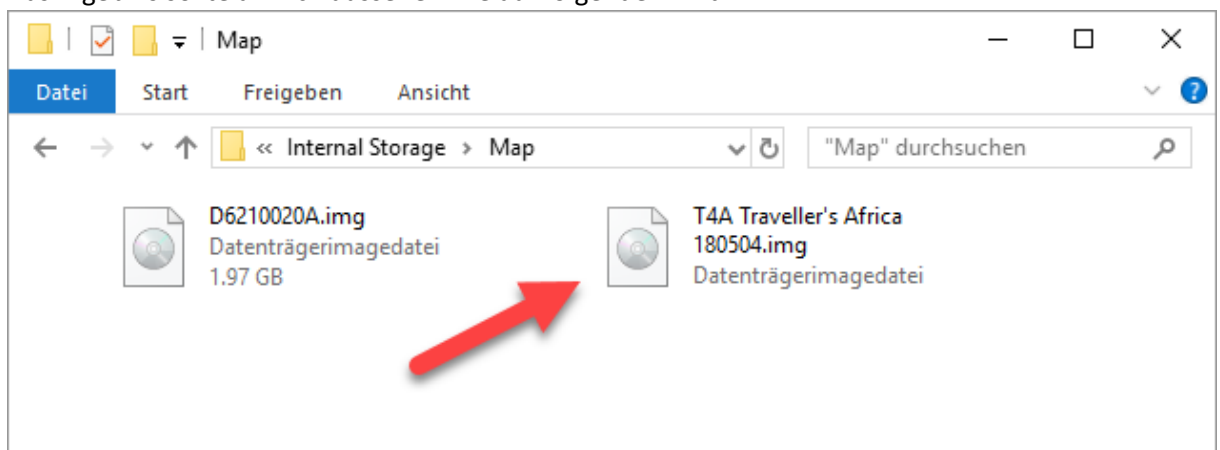 Map
Datei Start Freigeben Ansicht
« Internal Storage > Map "Map" durchsuchen
D6210020A.img
Datenträgerimagedatei
1.97 GB
T4A Traveller's Africa
180504.img
Datenträgerimagedatei